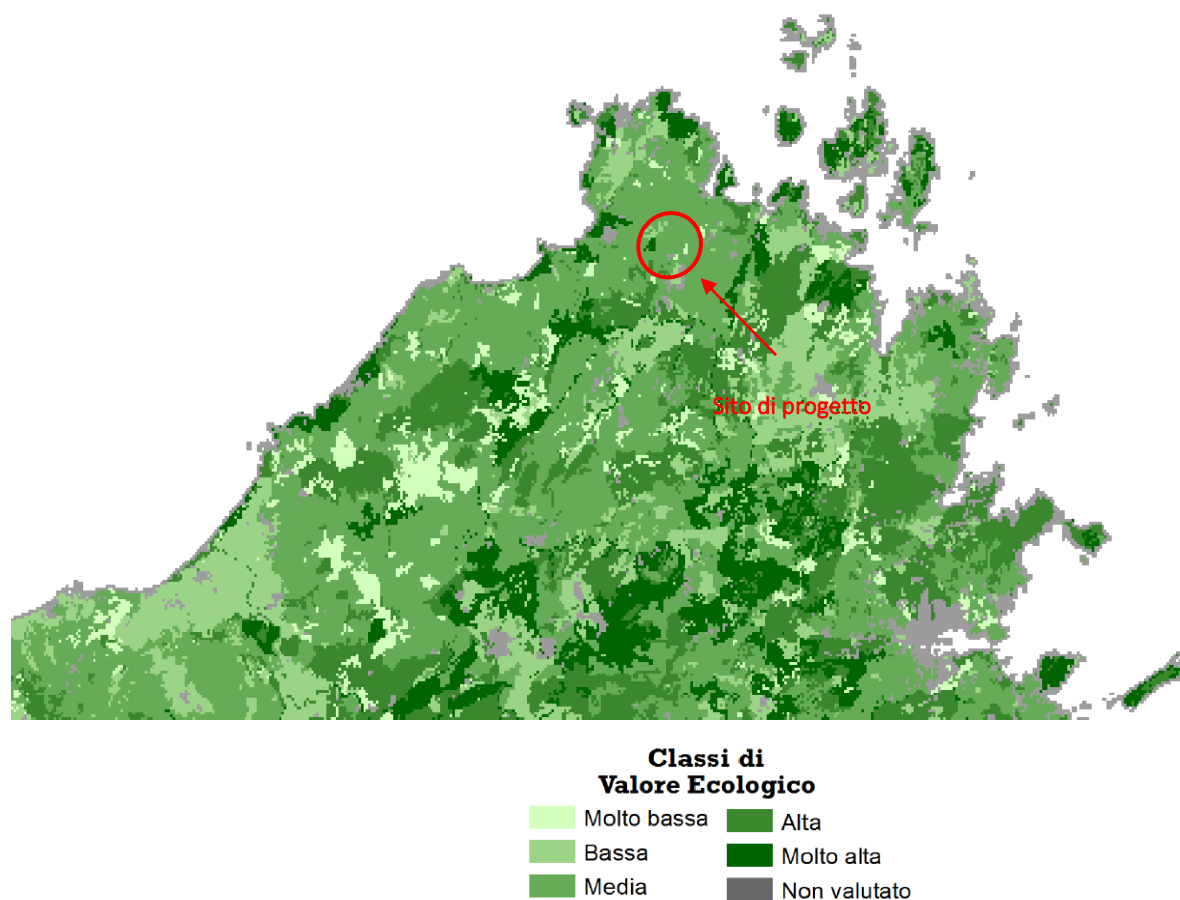 Sito di progetto
Classi di
Valore Ecologico
Molto bassa
Bassa
Media
Alta
Molto alta
Non valutato